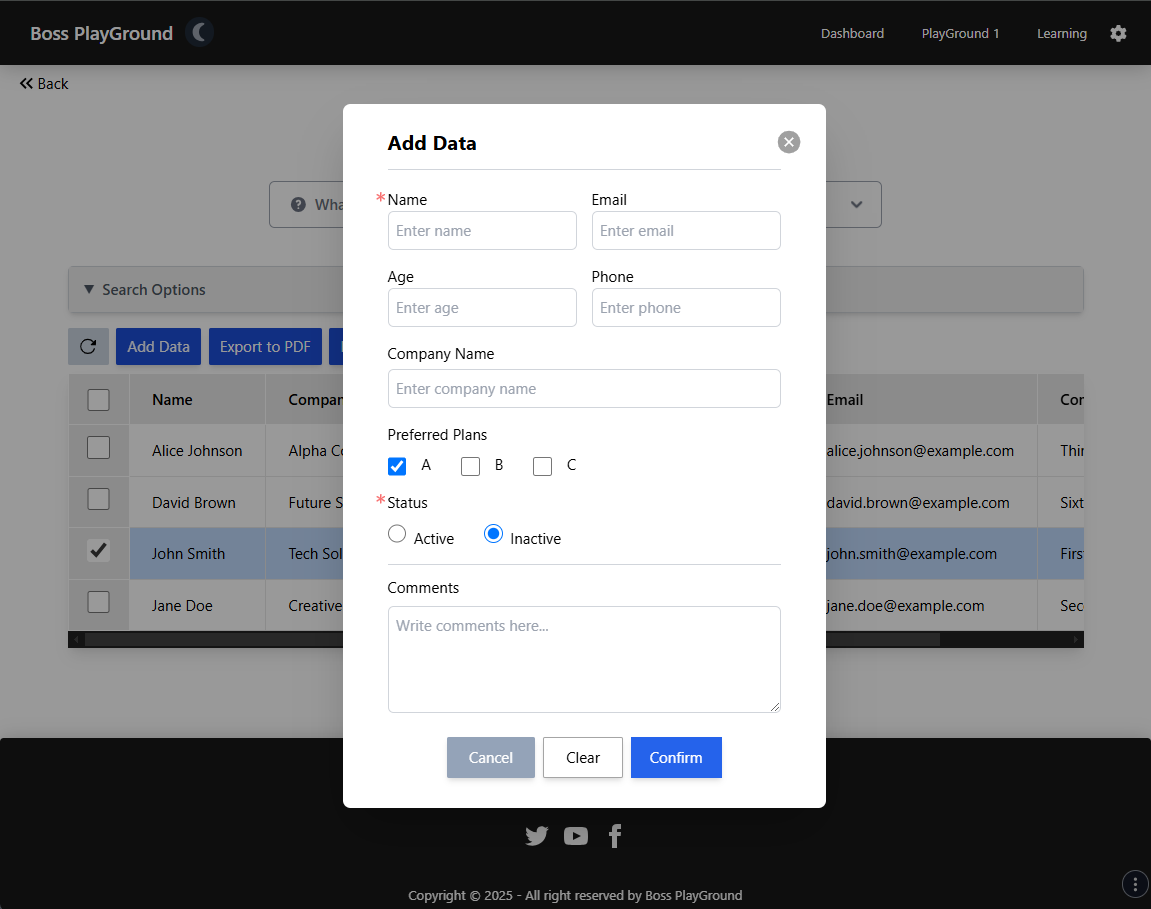 Boss PlayGround
Dashboard
PlayGround 1
Learning
Back
Add Data
Wha
Name
Email
Enter name
Enter email
Search Options
Age
Phone
Enter age
Enter phone
Add Data
Export to PDF
Company Name
Enter company name
Name
Compan
Email
Con
Preferred Plans
A
B
C
Alice Johnson
Alpha Co
alice.johnson@example.com
Thir
Status
David Brown
Future S
david.brown@example.com
Sixt
Active
Inactive
John Smith
Tech Sol
john.smith@example.com
First
Comments
Jane Doe
Creative
jane.doe@example.com
Sec
Write comments here...
Cancel
Clear
Confirm
Copyright © 2025 - All right reserved by Boss PlayGround